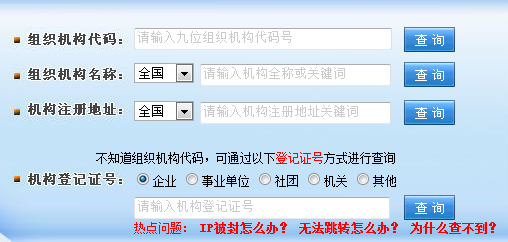 组织机构代码： 请输入九位组织机构代码号 查 询
组织机构名称： 全国 请输入机构全称或关键词 查 询
机构注册地址： 全国 请输入机构注册地址关键词 查 询
不知道组织机构代码，可通过以下登记证号方式进行查询
机构登记证号： 企业 事业单位 社团 机关 其他
请输入机构登记证号 查 询
热点问题： IP被封怎么办？ 无法跳转怎么办？ 为什么查不到？